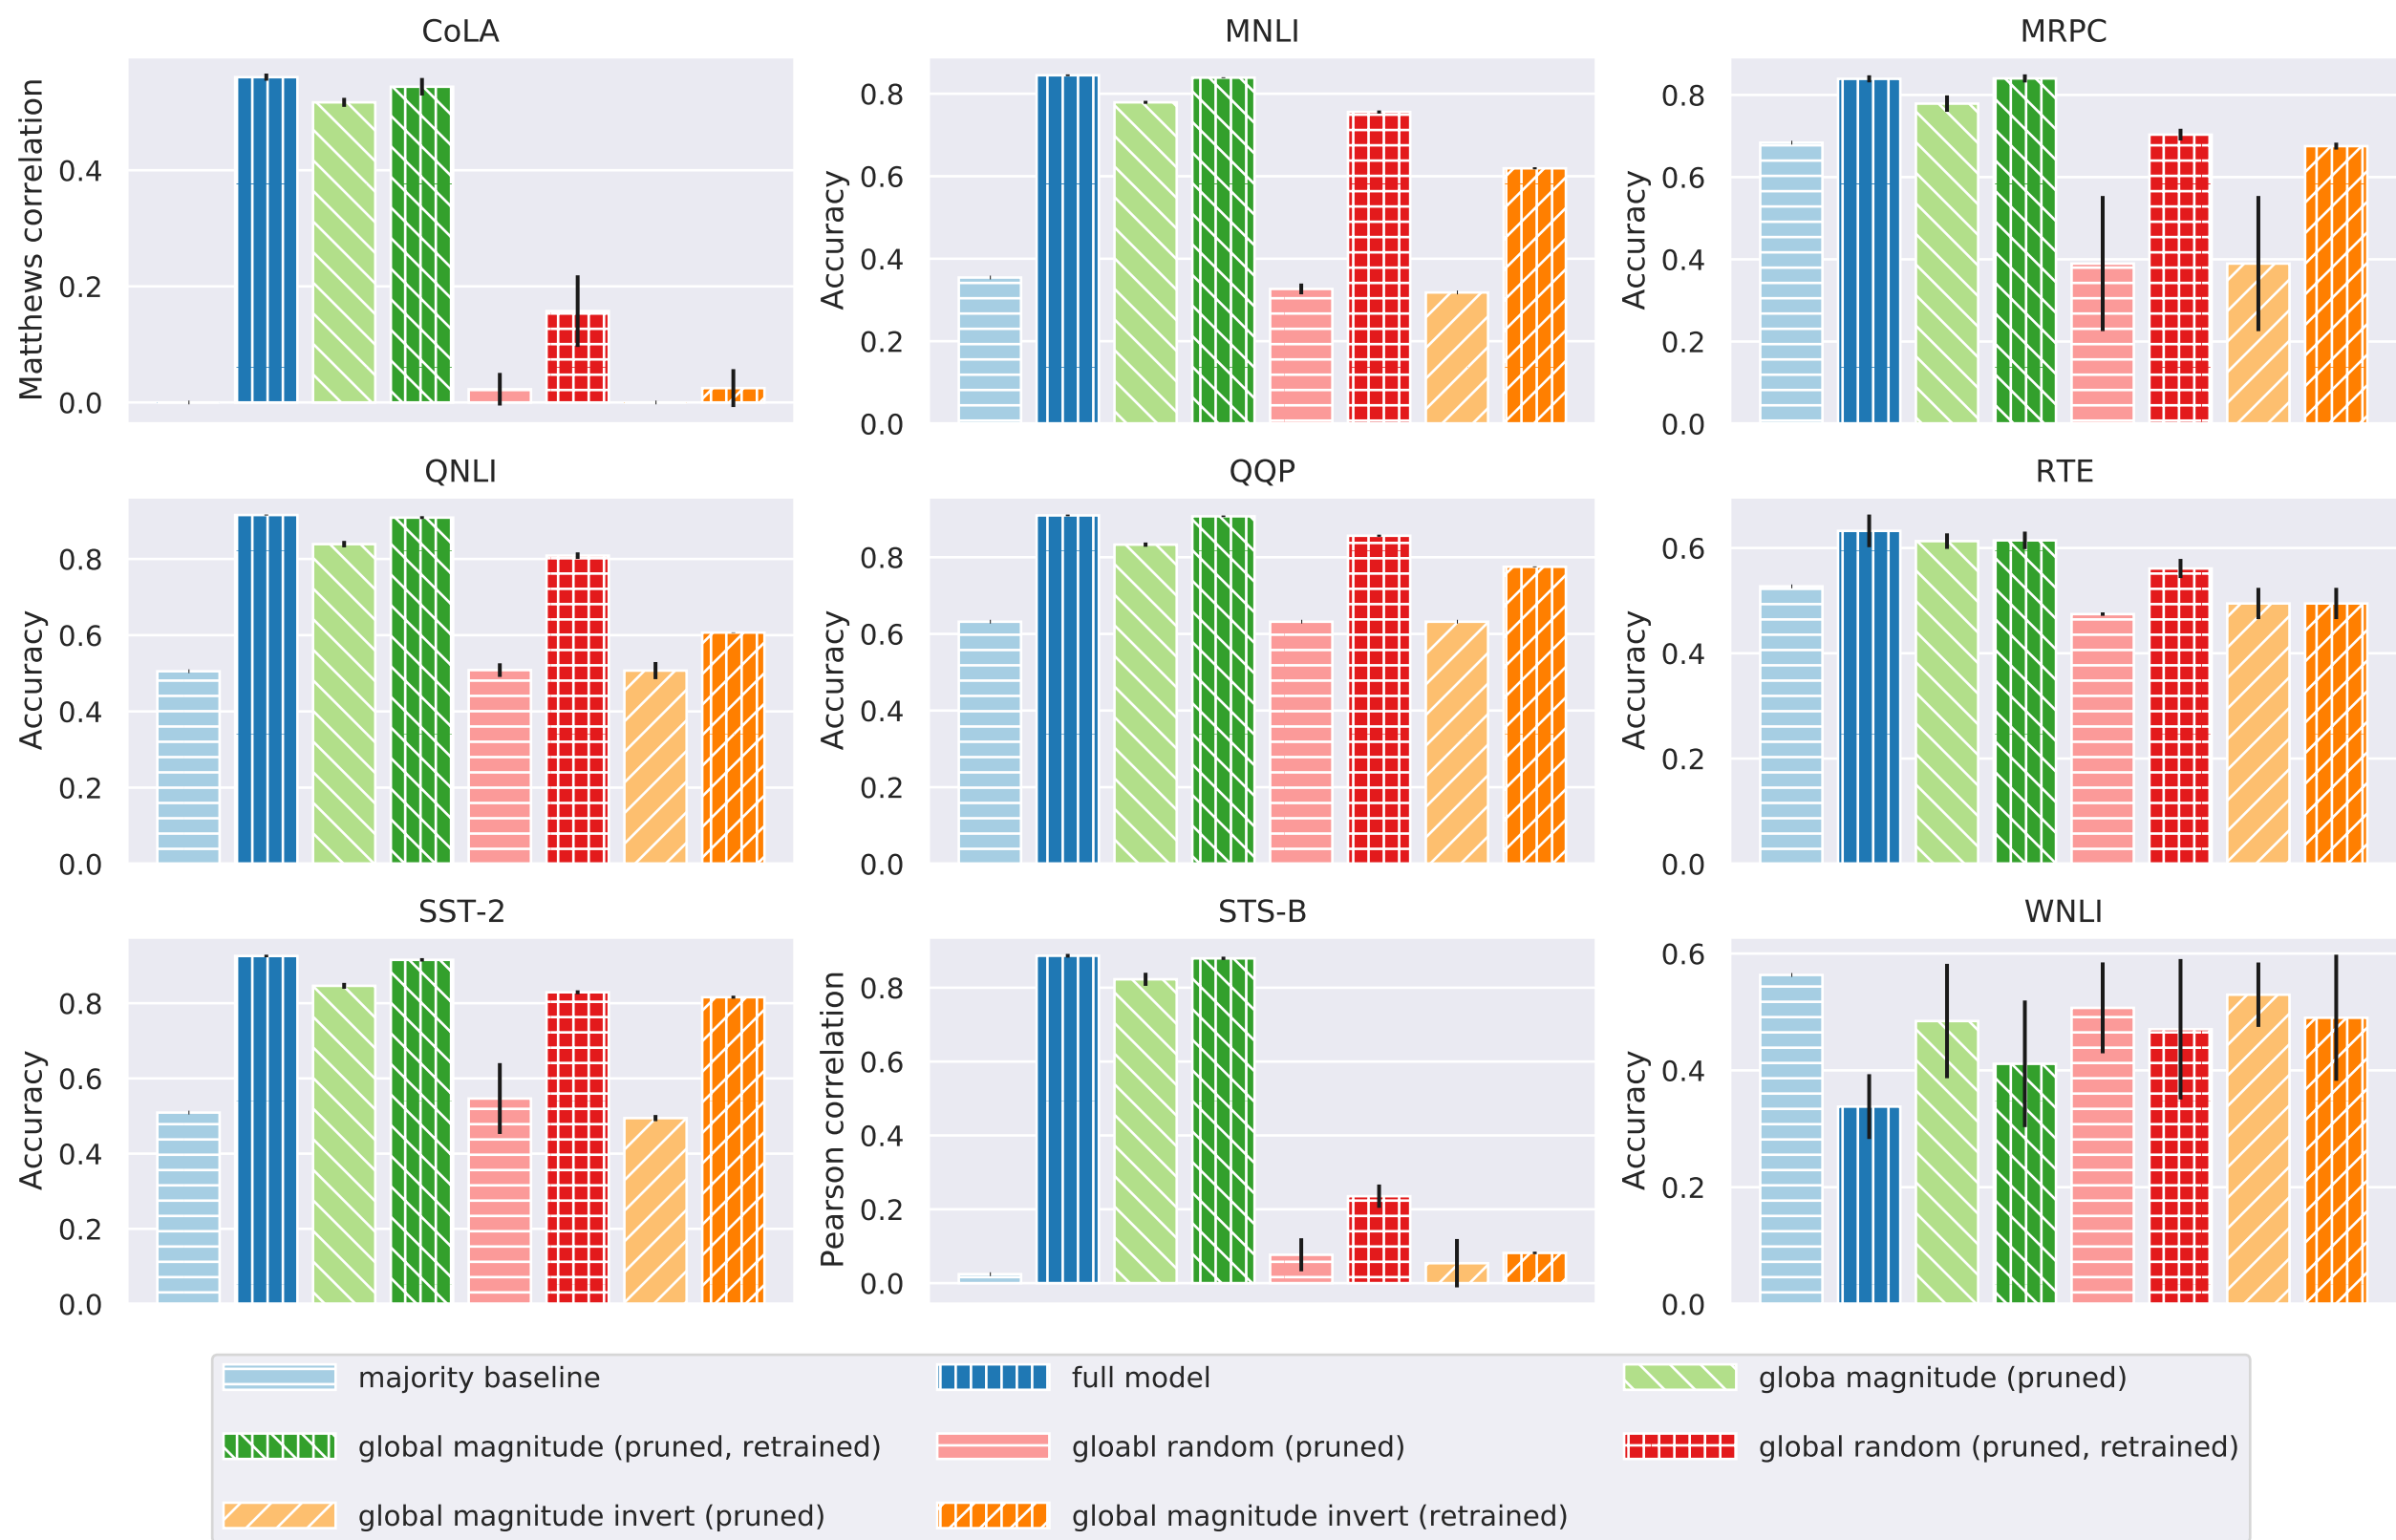 CoLA
MNLI
MRPC
Matthews correlation
0.4
0.2
0.0
Accuracy
0.8
0.6
0.4
0.2
0.0
Accuracy
0.8
0.6
0.4
0.2
0.0
QNLI
QQP
RTE
Accuracy
0.8
0.6
0.4
0.2
0.0
Accuracy
0.8
0.6
0.4
0.2
0.0
Accuracy
0.6
0.4
0.2
0.0
SST-2
STS-B
WNLI
Accuracy
0.8
0.6
0.4
0.2
0.0
Pearson correlation
0.8
0.6
0.4
0.2
0.0
Accuracy
0.6
0.4
0.2
0.0
majority baseline
full model
globa magnitude (pruned)
global magnitude (pruned, retrained)
gloabl random (pruned)
global random (pruned, retrained)
global magnitude invert (pruned)
global magnitude invert (retrained)